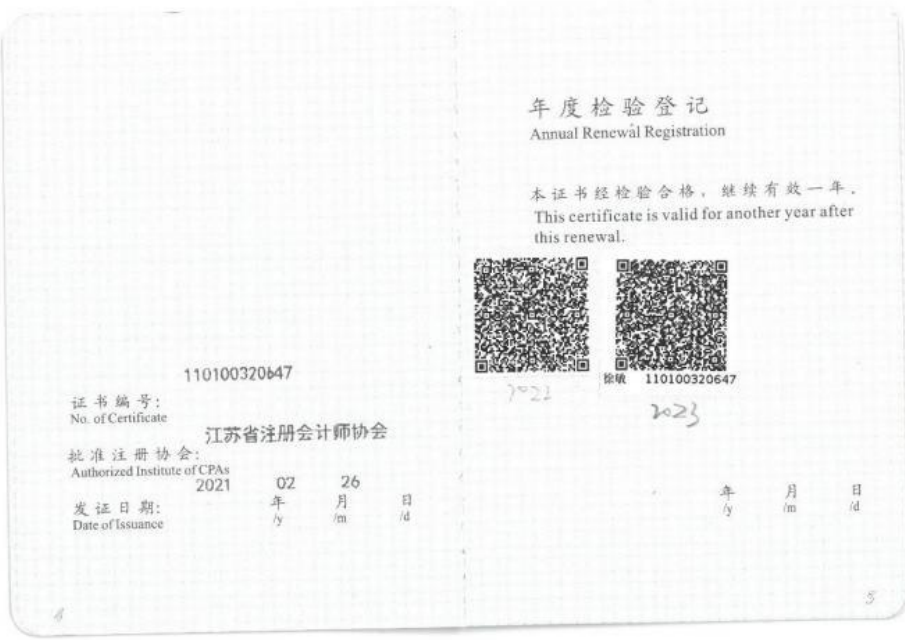 110100320647
证书编号:
No. of Certificate
江苏省注册会计师协会
批准注册协会:
Authorized Institute of CPAs
2021 02 26
发证日期: 年 月 日
Date of Issuance /y /m /d
4
年度检验登记
Annual Renewal Registration
本证书经检验合格，继续有效一年.
This certificate is valid for another year after
this renewal.
徐敏 110100320647
2023
年 月 日
/y /m /d
5